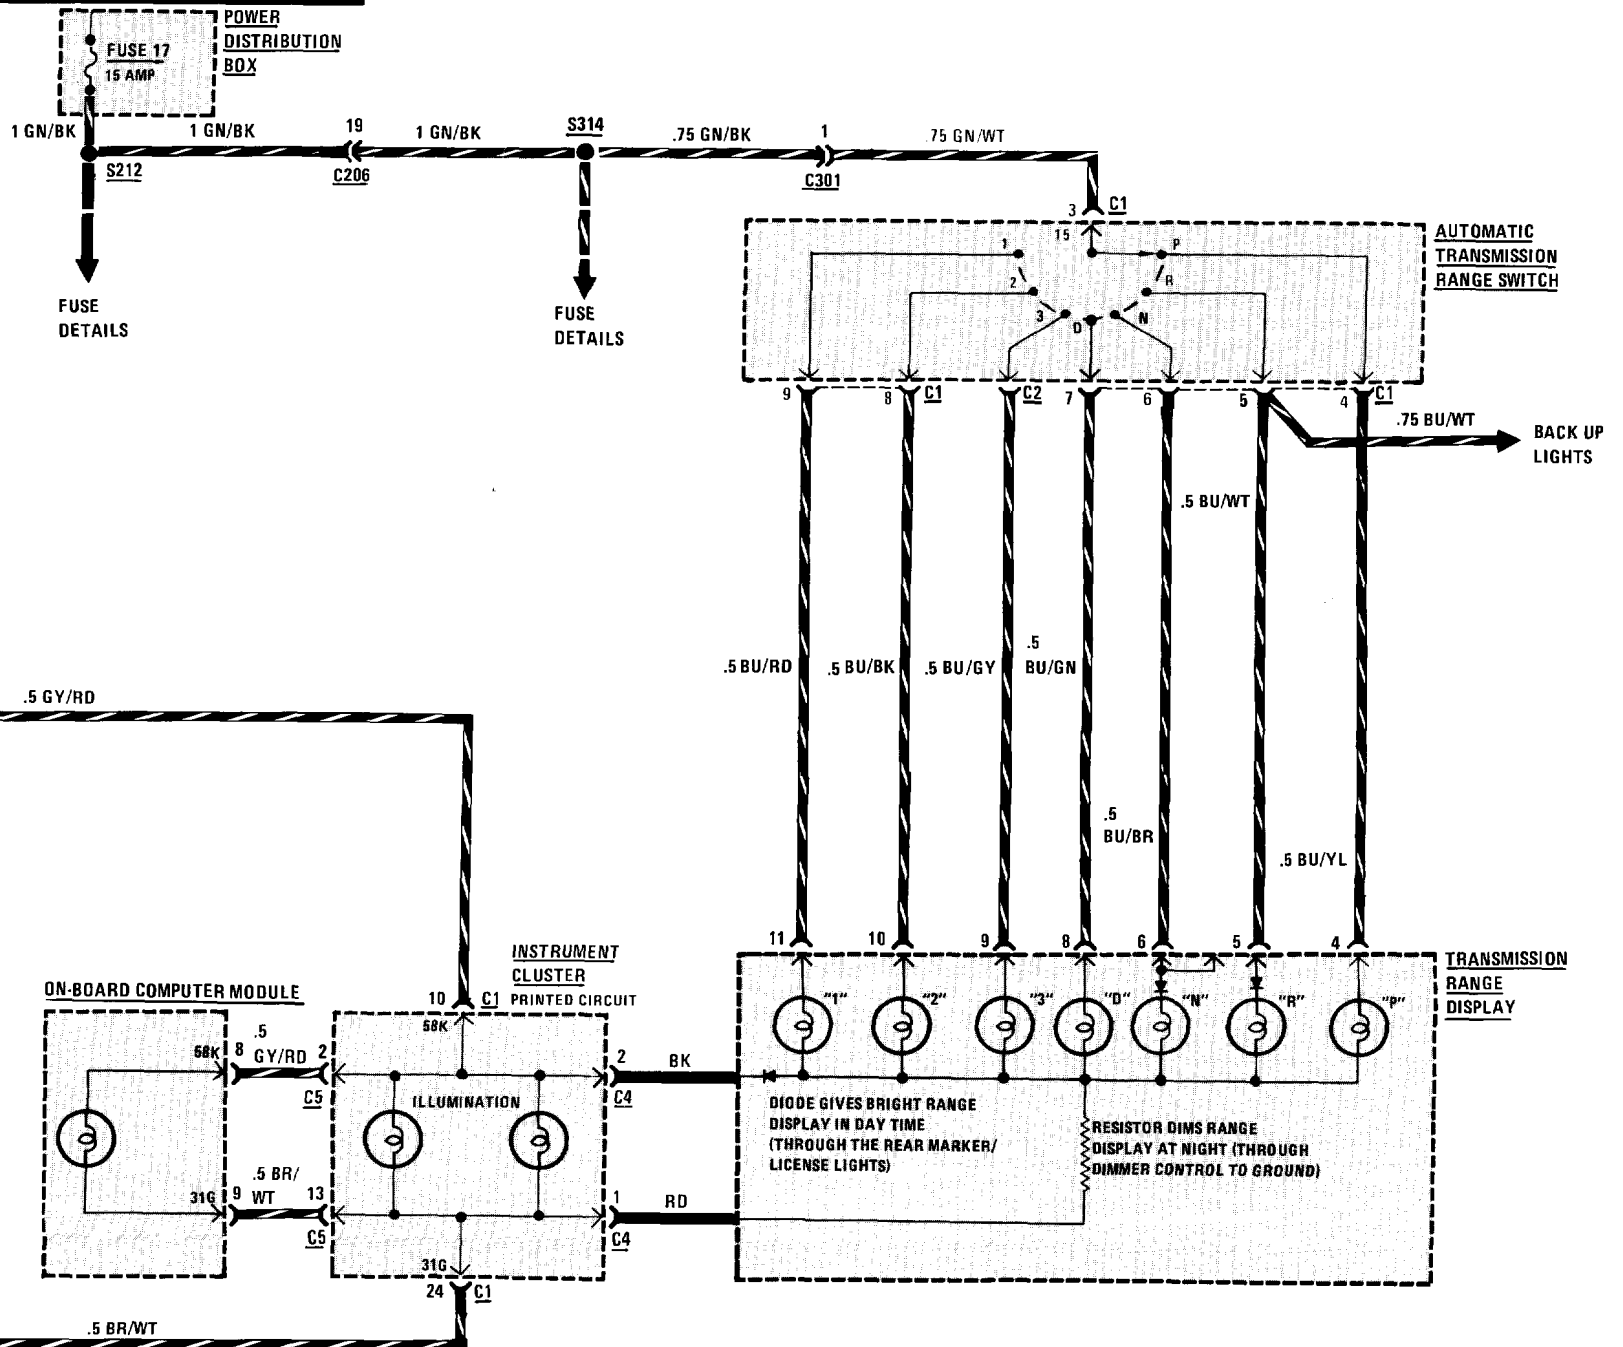 POWER
DISTRIBUTION
BOX
FUSE 17
15 AMP
1 GN/BK
1 GN/BK
19
1 GN/BK
S314
.75 GN/BK
1
.75 GN/WT
S212
C206
C301
3
C1
FUSE
DETAILS
FUSE
DETAILS
15
1
2
3
D
N
R
P
AUTOMATIC
TRANSMISSION
RANGE SWITCH
9
8
C1
C2
7
6
5
4
C1
.75 BU/WT
BACK UP
LIGHTS
.5 BU/WT
.5 BU/RD
.5 BU/BK
.5 BU/GY
.5
BU/GN
.5 GY/RD
.5
BU/BR
.5 BU/YL
11
10
9
8
6
5
4
TRANSMISSION
RANGE
DISPLAY
"1"
"2"
"3"
"D"
"N"
"R"
"P"
INSTRUMENT
CLUSTER
PRINTED CIRCUIT
ON-BOARD COMPUTER MODULE
10
C1
58K
58K
8
.5
GY/RD
2
C5
2
BK
C4
ILLUMINATION
DIODE GIVES BRIGHT RANGE
DISPLAY IN DAY TIME
(THROUGH THE REAR MARKER/
LICENSE LIGHTS)
RESISTOR DIMS RANGE
DISPLAY AT NIGHT (THROUGH
DIMMER CONTROL TO GROUND)
31G
9
.5 BR/
WT
13
C5
1
RD
C4
31G
24
C1
.5 BR/WT